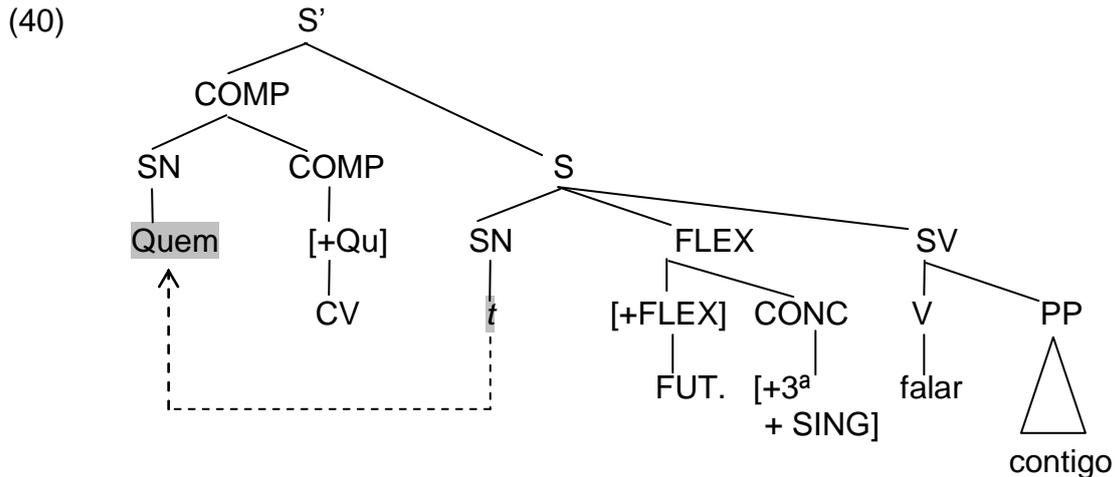 (40) S’
COMP
SN COMP S
Quem [+Qu] SN FLEX SV
CV t [+FLEX] CONC V PP
FUT. [+3ª falar
+ SING]
contigo